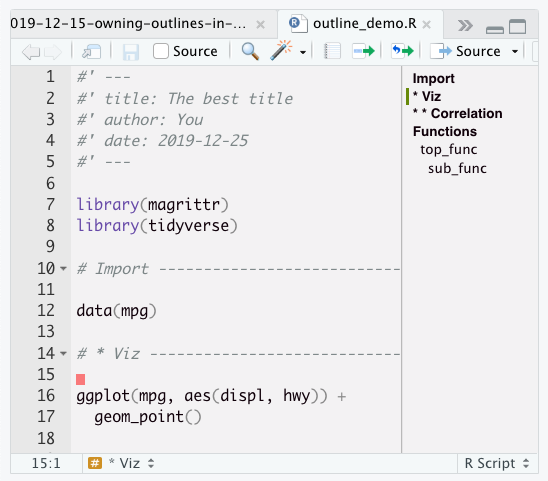 019-12-15-owning-outlines-in-... × outline_demo.R ×
Source Source
1 #' ---
2 #' title: The best title
3 #' author: You
4 #' date: 2019-12-25
5 #' ---
6
7 library(magrittr)
8 library(tidyverse)
9
10 # Import ----------------------------
11
12 data(mpg)
13
14 # * Viz -----------------------------
15
16 ggplot(mpg, aes(displ, hwy)) +
17 geom_point()
18
Import
* Viz
* * Correlation
Functions
top_func
sub_func
15:1 # * Viz R Script